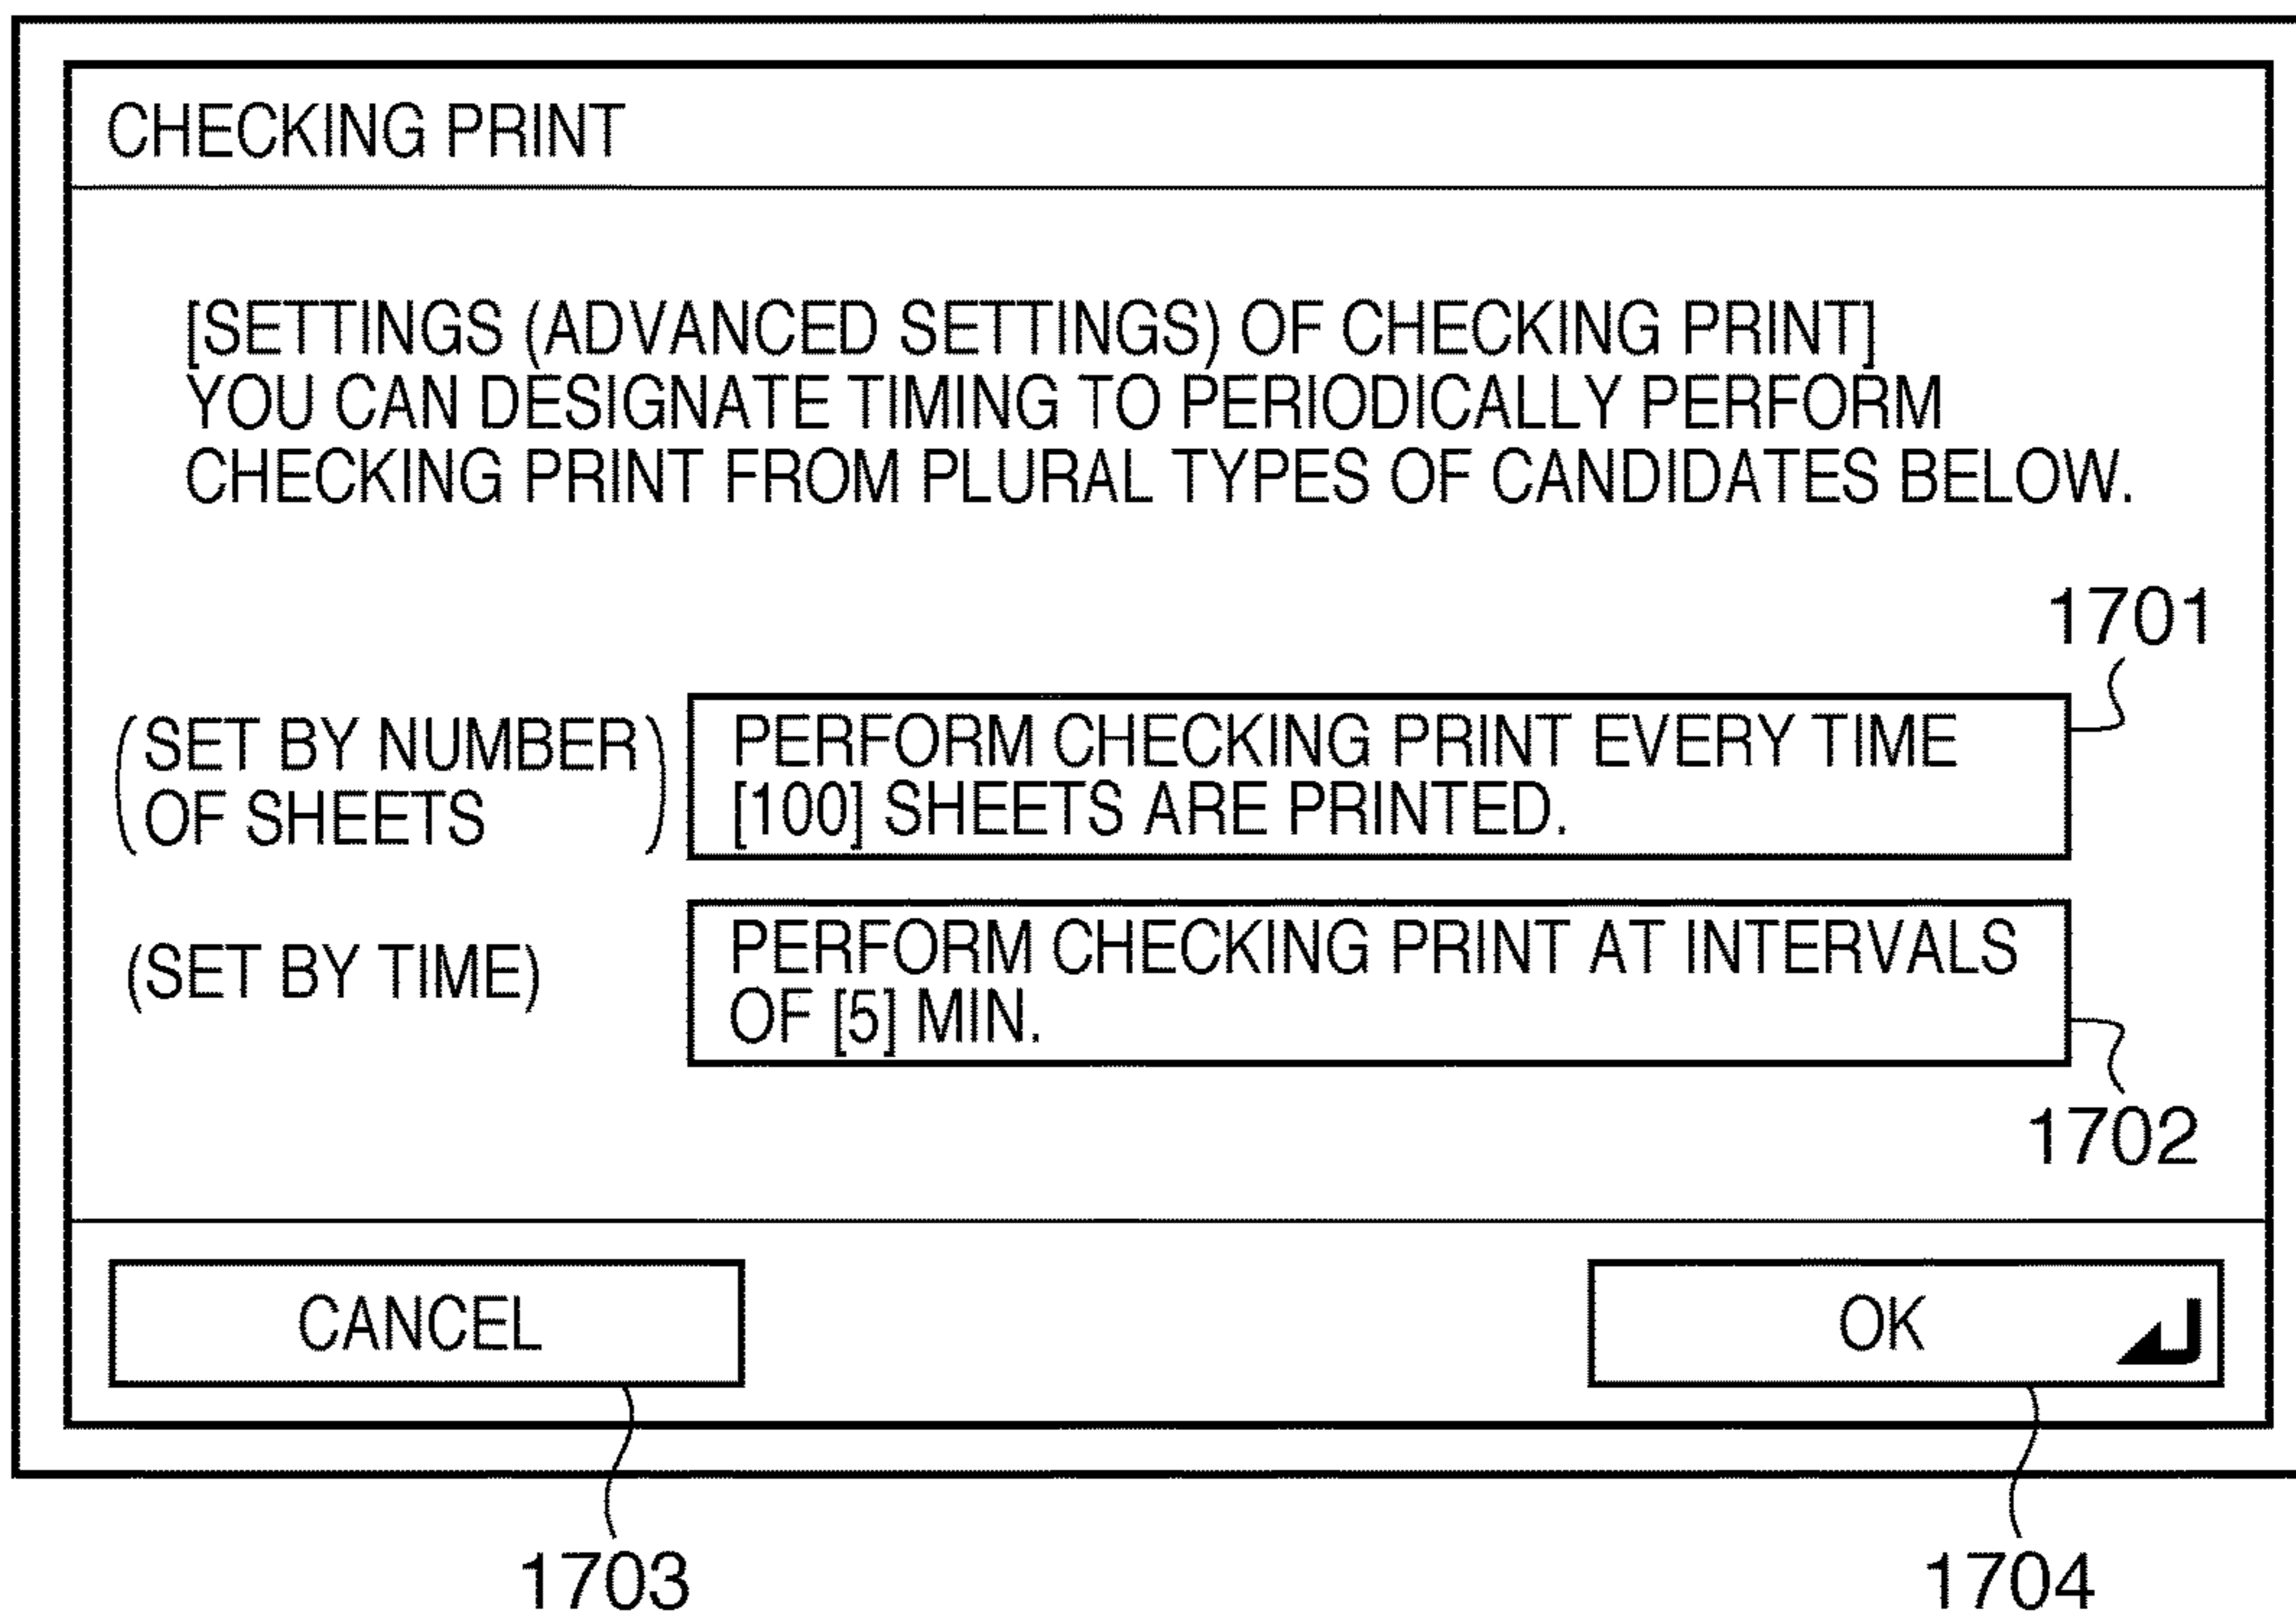 CHECKING PRINT
[SETTINGS (ADVANCED SETTINGS) OF CHECKING PRINT]
YOU CAN DESIGNATE TIMING TO PERIODICALLY PERFORM
CHECKING PRINT FROM PLURAL TYPES OF CANDIDATES BELOW.
1701
(SET BY NUMBER
OF SHEETS)
PERFORM CHECKING PRINT EVERY TIME
[100] SHEETS ARE PRINTED.
(SET BY TIME)
PERFORM CHECKING PRINT AT INTERVALS
OF [5] MIN.
1702
CANCEL
OK
1703
1704